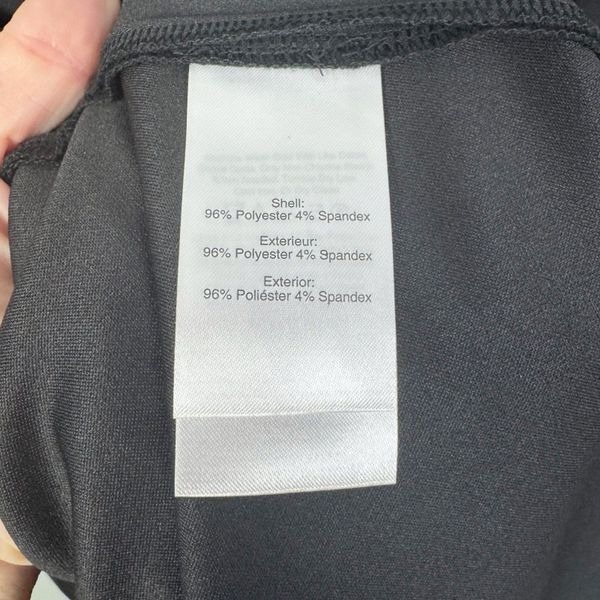 Shell:
96% Polyester 4% Spandex
Exterieur:
96% Polyester 4% Spandex
Exterior:
96% Poliéster 4% Spandex